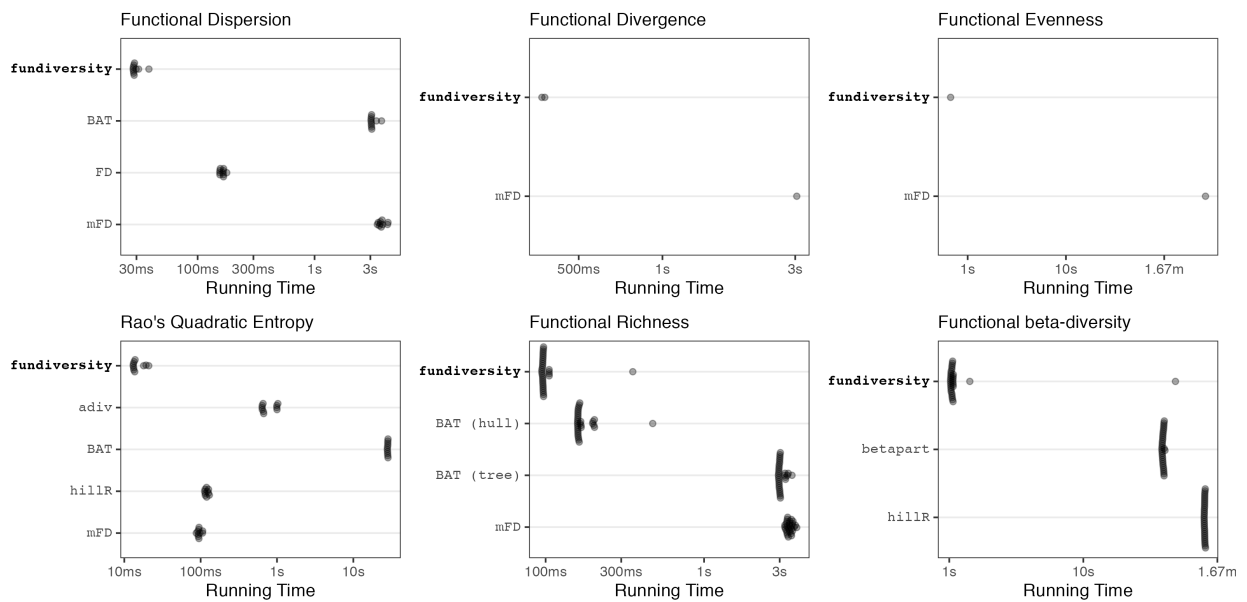 Functional Dispersion
fundiversity
BAT
FD
mFD
30ms 100ms 300ms 1s 3s
Running Time
Functional Divergence
fundiversity
mFD
500ms 1s 3s
Running Time
Functional Evenness
fundiversity
mFD
1s 10s 1.67m
Running Time
Rao's Quadratic Entropy
fundiversity
adiv
BAT
hillR
mFD
10ms 100ms 1s 10s
Running Time
Functional Richness
fundiversity
BAT (hull)
BAT (tree)
mFD
100ms 300ms 1s 3s
Running Time
Functional beta-diversity
fundiversity
betapart
hillR
1s 10s 1.67m
Running Time